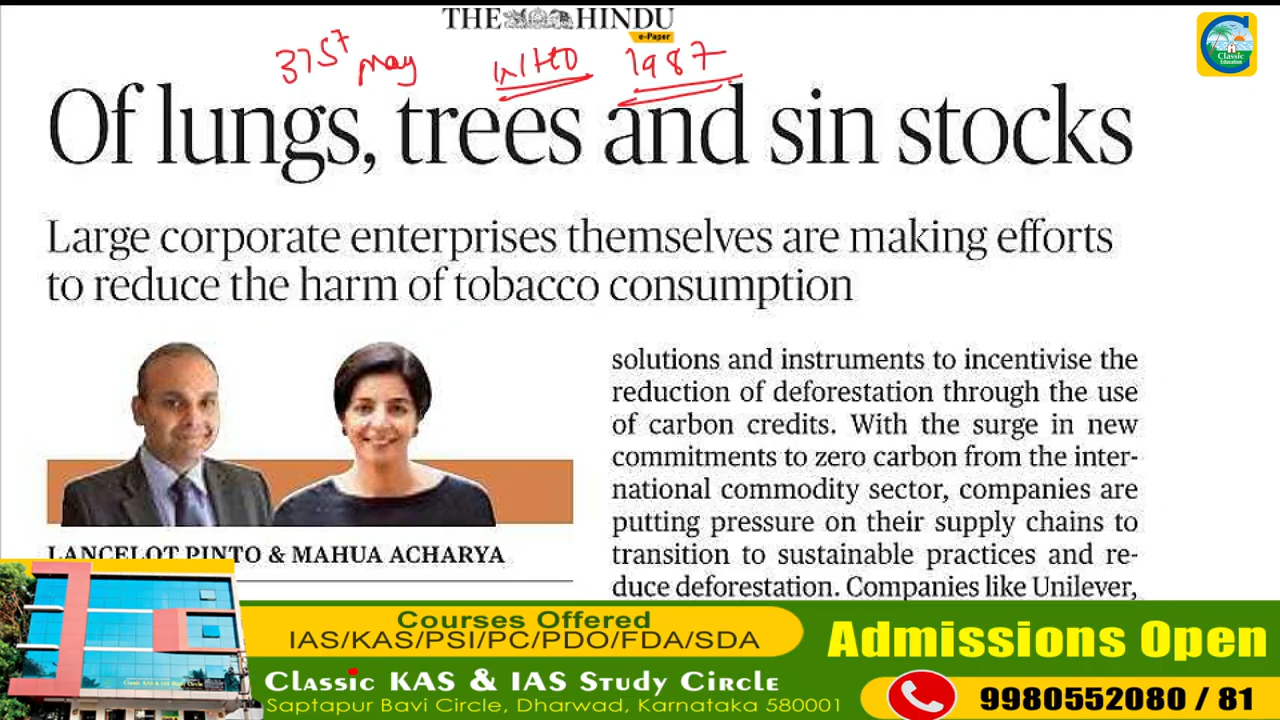 THE HINDU
e-Paper
Classic
Education
31st May WHO 1987
Of lungs, trees and sin stocks
Large corporate enterprises themselves are making efforts
to reduce the harm of tobacco consumption
LANCELOT PINTO & MAHUA ACHARYA
solutions and instruments to incentivise the
reduction of deforestation through the use
of carbon credits. With the surge in new
commitments to zero carbon from the inter-
national commodity sector, companies are
putting pressure on their supply chains to
transition to sustainable practices and re-
duce deforestation. Companies like Unilever,
Courses Offered
IAS/KAS/PSI/PC/PDO/FDA/SDA
Classic KAS & IAS Study Circle
Saptapur Bavi Circle, Dharwad, Karnataka 580001
Admissions Open
9980552080 / 81